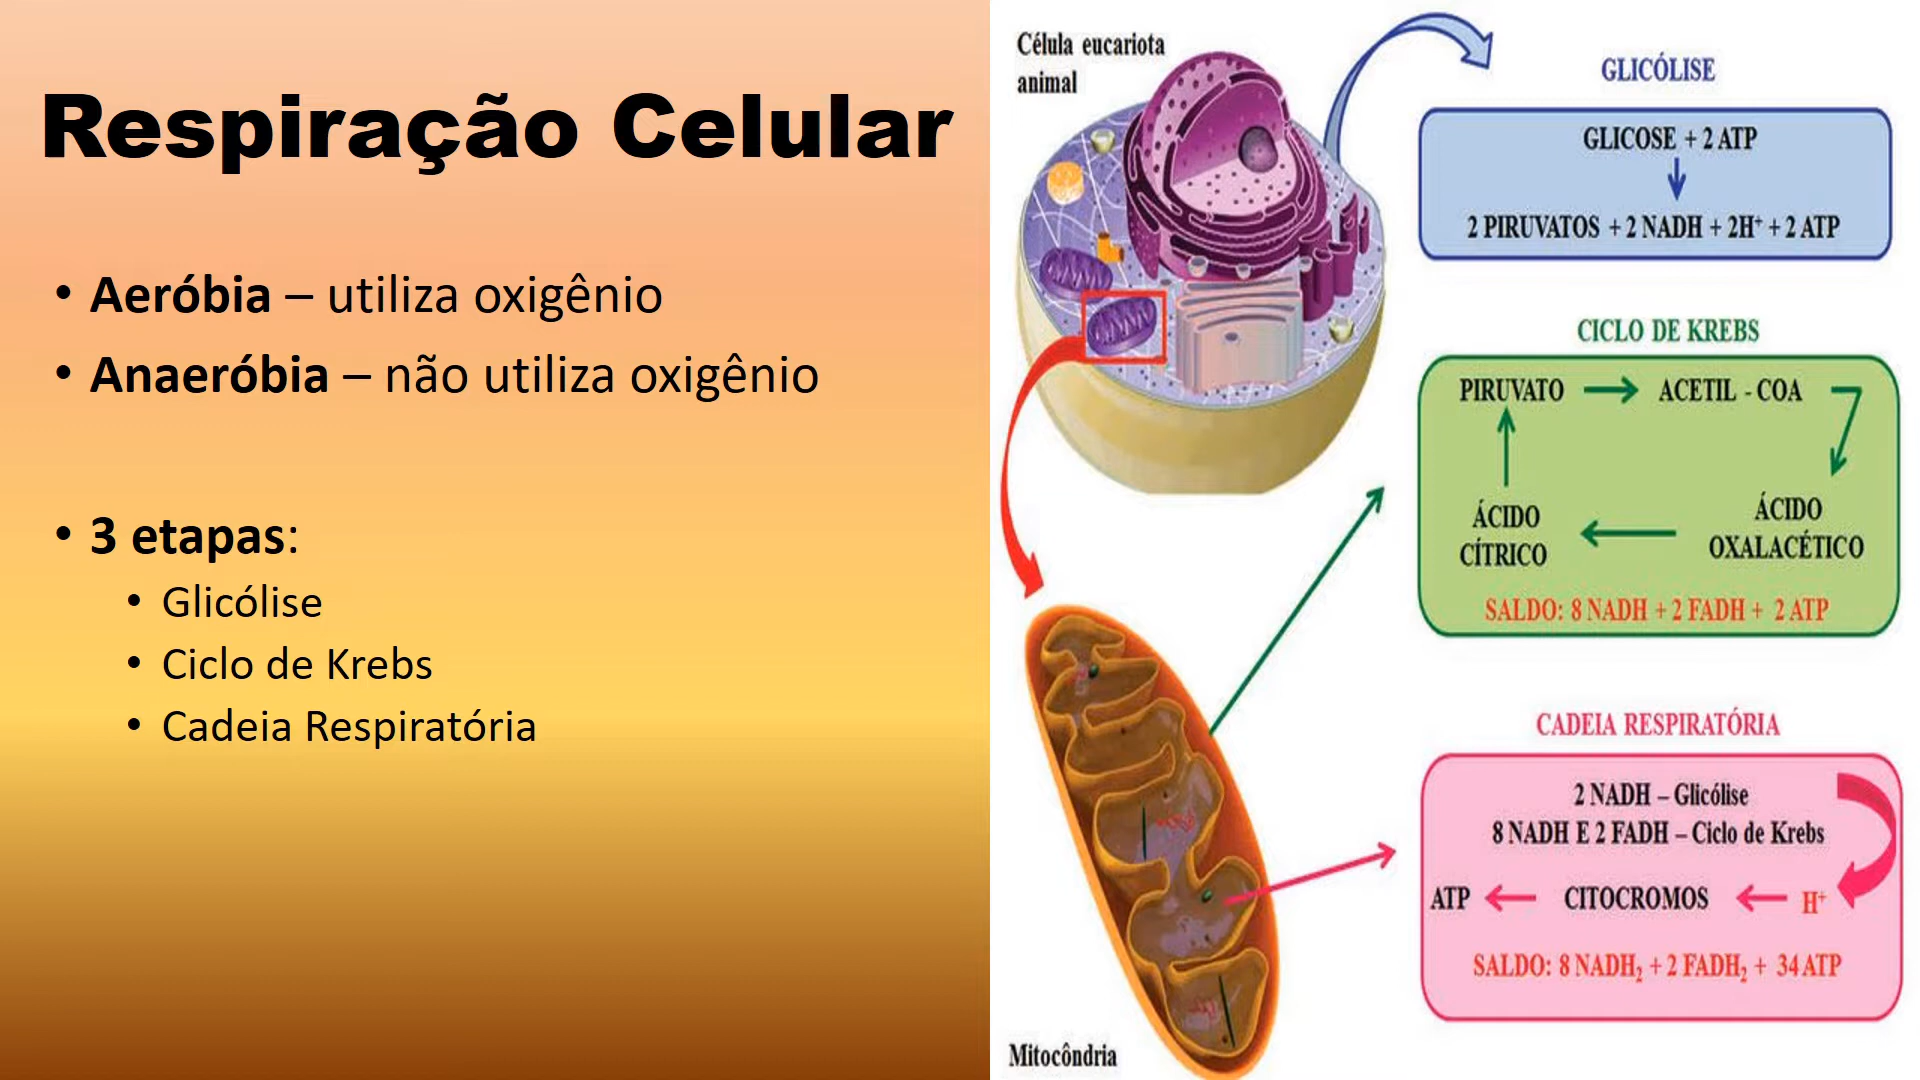 Respiração Celular
• Aeróbia – utiliza oxigênio
• Anaeróbia – não utiliza oxigênio
• 3 etapas:
• Glicólise
• Ciclo de Krebs
• Cadeia Respiratória
Célula eucariota
animal
Mitocôndria
GLICÓLISE
GLICOSE + 2 ATP
2 PIRUVATOS + 2 NADH + 2H⁺ + 2 ATP
CICLO DE KREBS
PIRUVATO
ACETIL - COA
ÁCIDO
OXALACÉTICO
ÁCIDO
CÍTRICO
SALDO: 8 NADH + 2 FADH + 2 ATP
CADEIA RESPIRATÓRIA
2 NADH – Glicólise
8 NADH E 2 FADH – Ciclo de Krebs
ATP CITOCROMOS H⁺
SALDO: 8 NADH₂ + 2 FADH₂ + 34 ATP